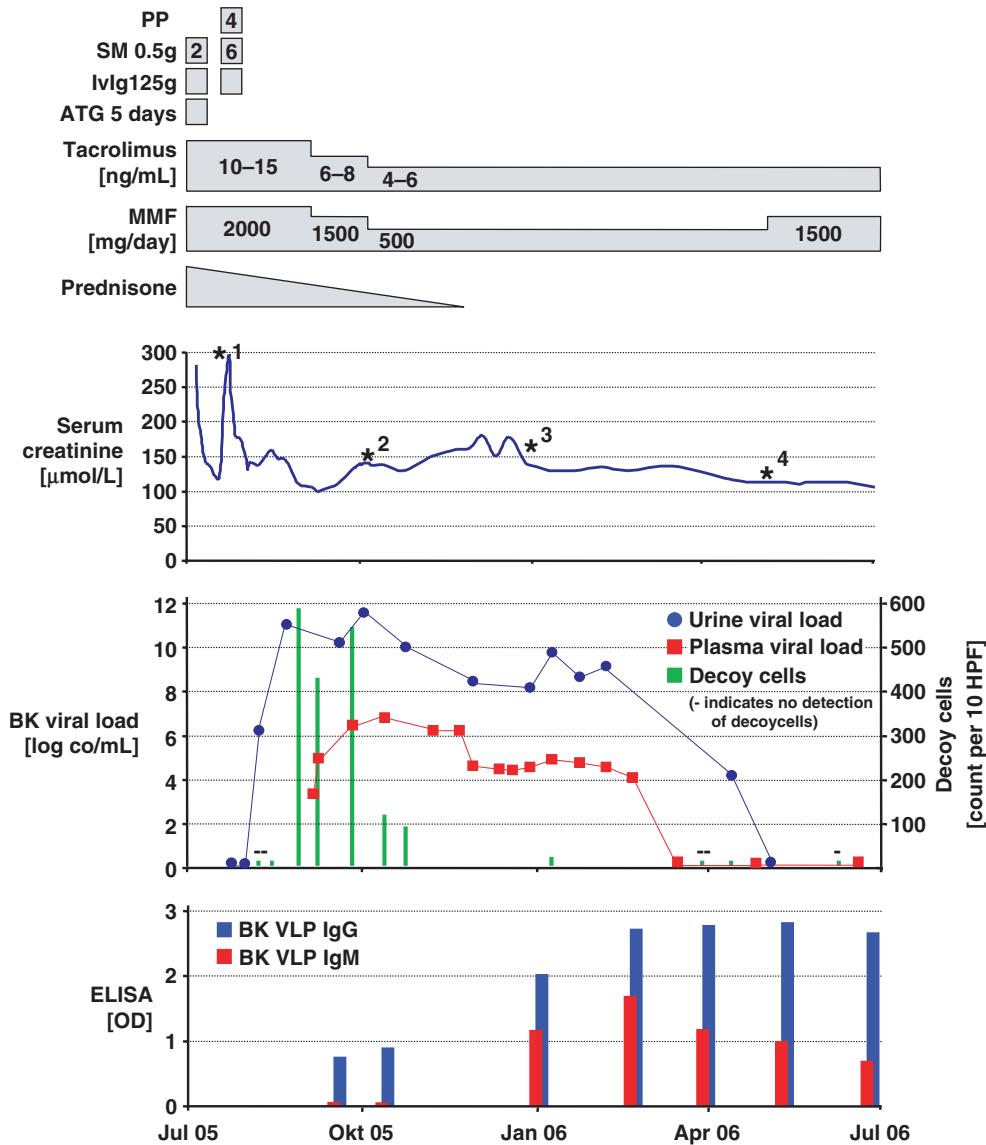 PP 4
SM 0.5g 2 6
IvIg125g
ATG 5 days
Tacrolimus
[ng/mL]
10–15 6–8 4–6
MMF
[mg/day]
2000 1500 500 1500
Prednisone
Serum
creatinine
[μmol/L]
300
250
200
150
100
50
0
*1
*2
*3
*4
BK viral load
[log co/mL]
12
10
8
6
4
2
0
Urine viral load
Plasma viral load
Decoy cells
(- indicates no detection
of decoycells)
600
500
400
300
200
100
Decoy cells
[count per 10 HPF]
--
--
-
ELISA
[OD]
3
2
1
0
BK VLP IgG
BK VLP IgM
Jul 05 Okt 05 Jan 06 Apr 06 Jul 06